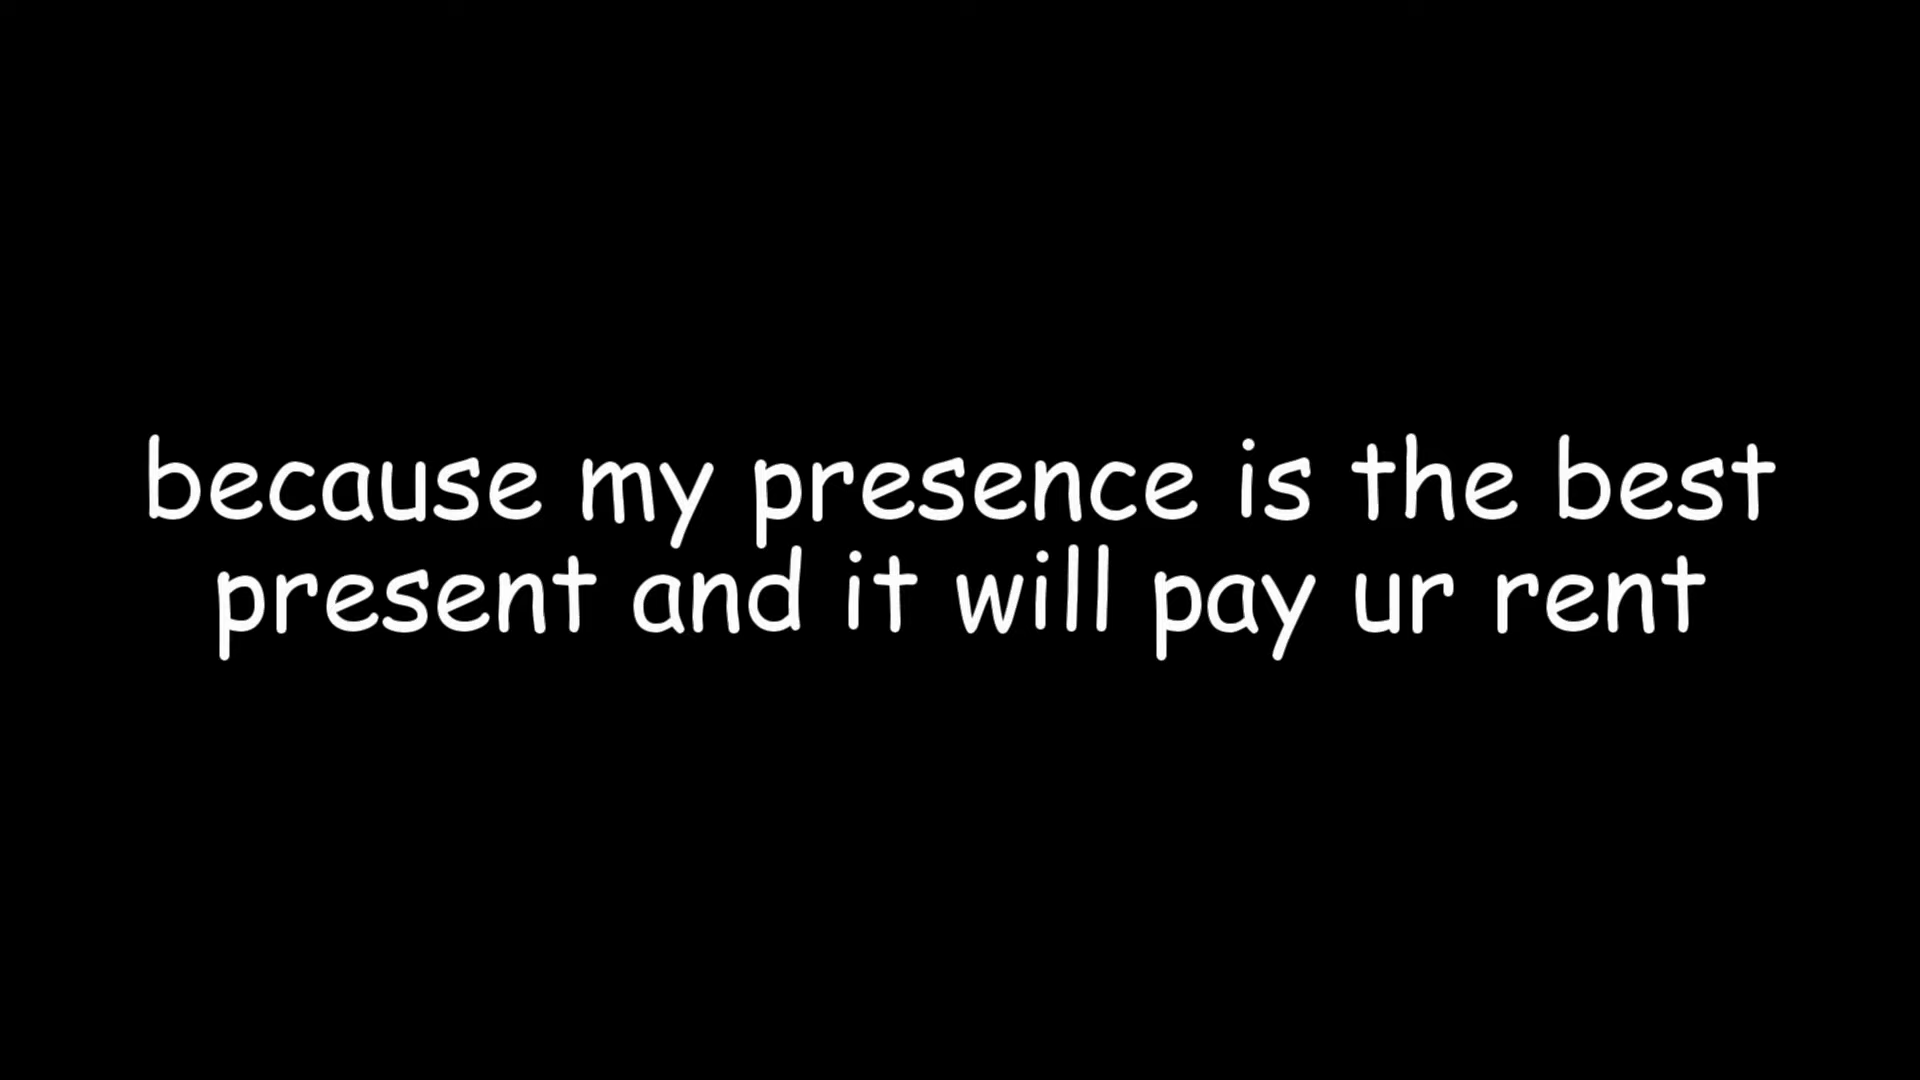 because my presence is the best
present and it will pay ur rent